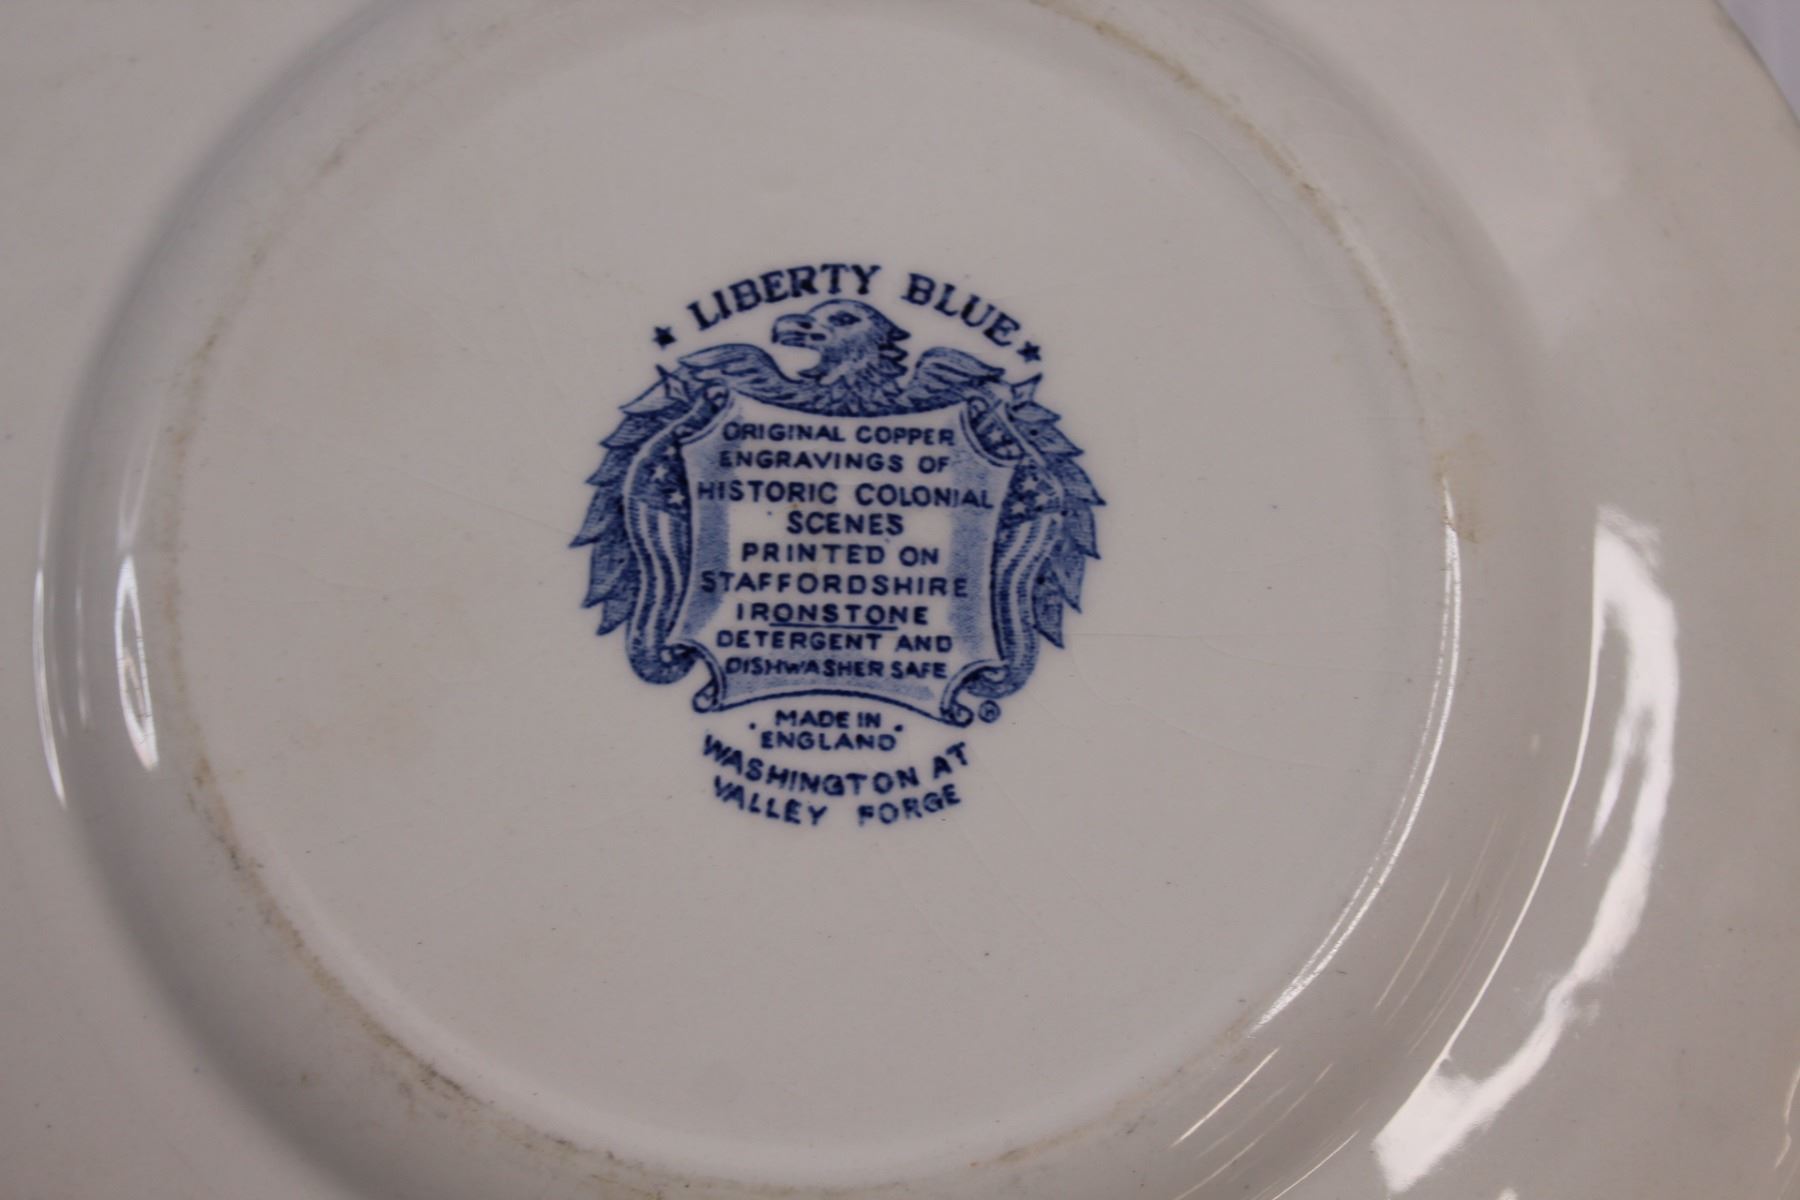 ★ LIBERTY BLUE ★
ORIGINAL COPPER
ENGRAVINGS OF
HISTORIC COLONIAL
SCENES
PRINTED ON
STAFFORDSHIRE
IRONSTONE
DETERGENT AND
DISHWASHER SAFE
®
· MADE IN ·
ENGLAND
WASHINGTON AT
VALLEY FORGE